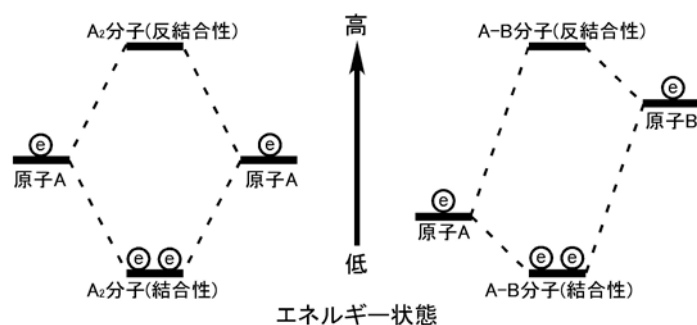 A₂分子(反結合性)
e
原子A
e
原子A
e e
A₂分子(結合性)
高
低
エネルギー状態
A-B分子(反結合性)
e
原子B
e
原子A
e e
A-B分子(結合性)